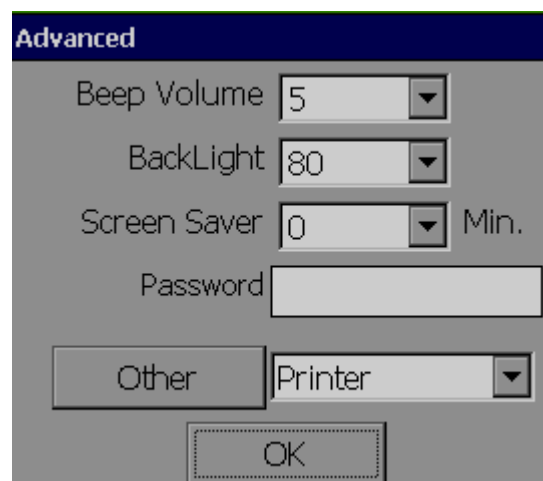 Advanced
Beep Volume 5
BackLight 80
Screen Saver 0 Min.
Password
Other Printer
OK